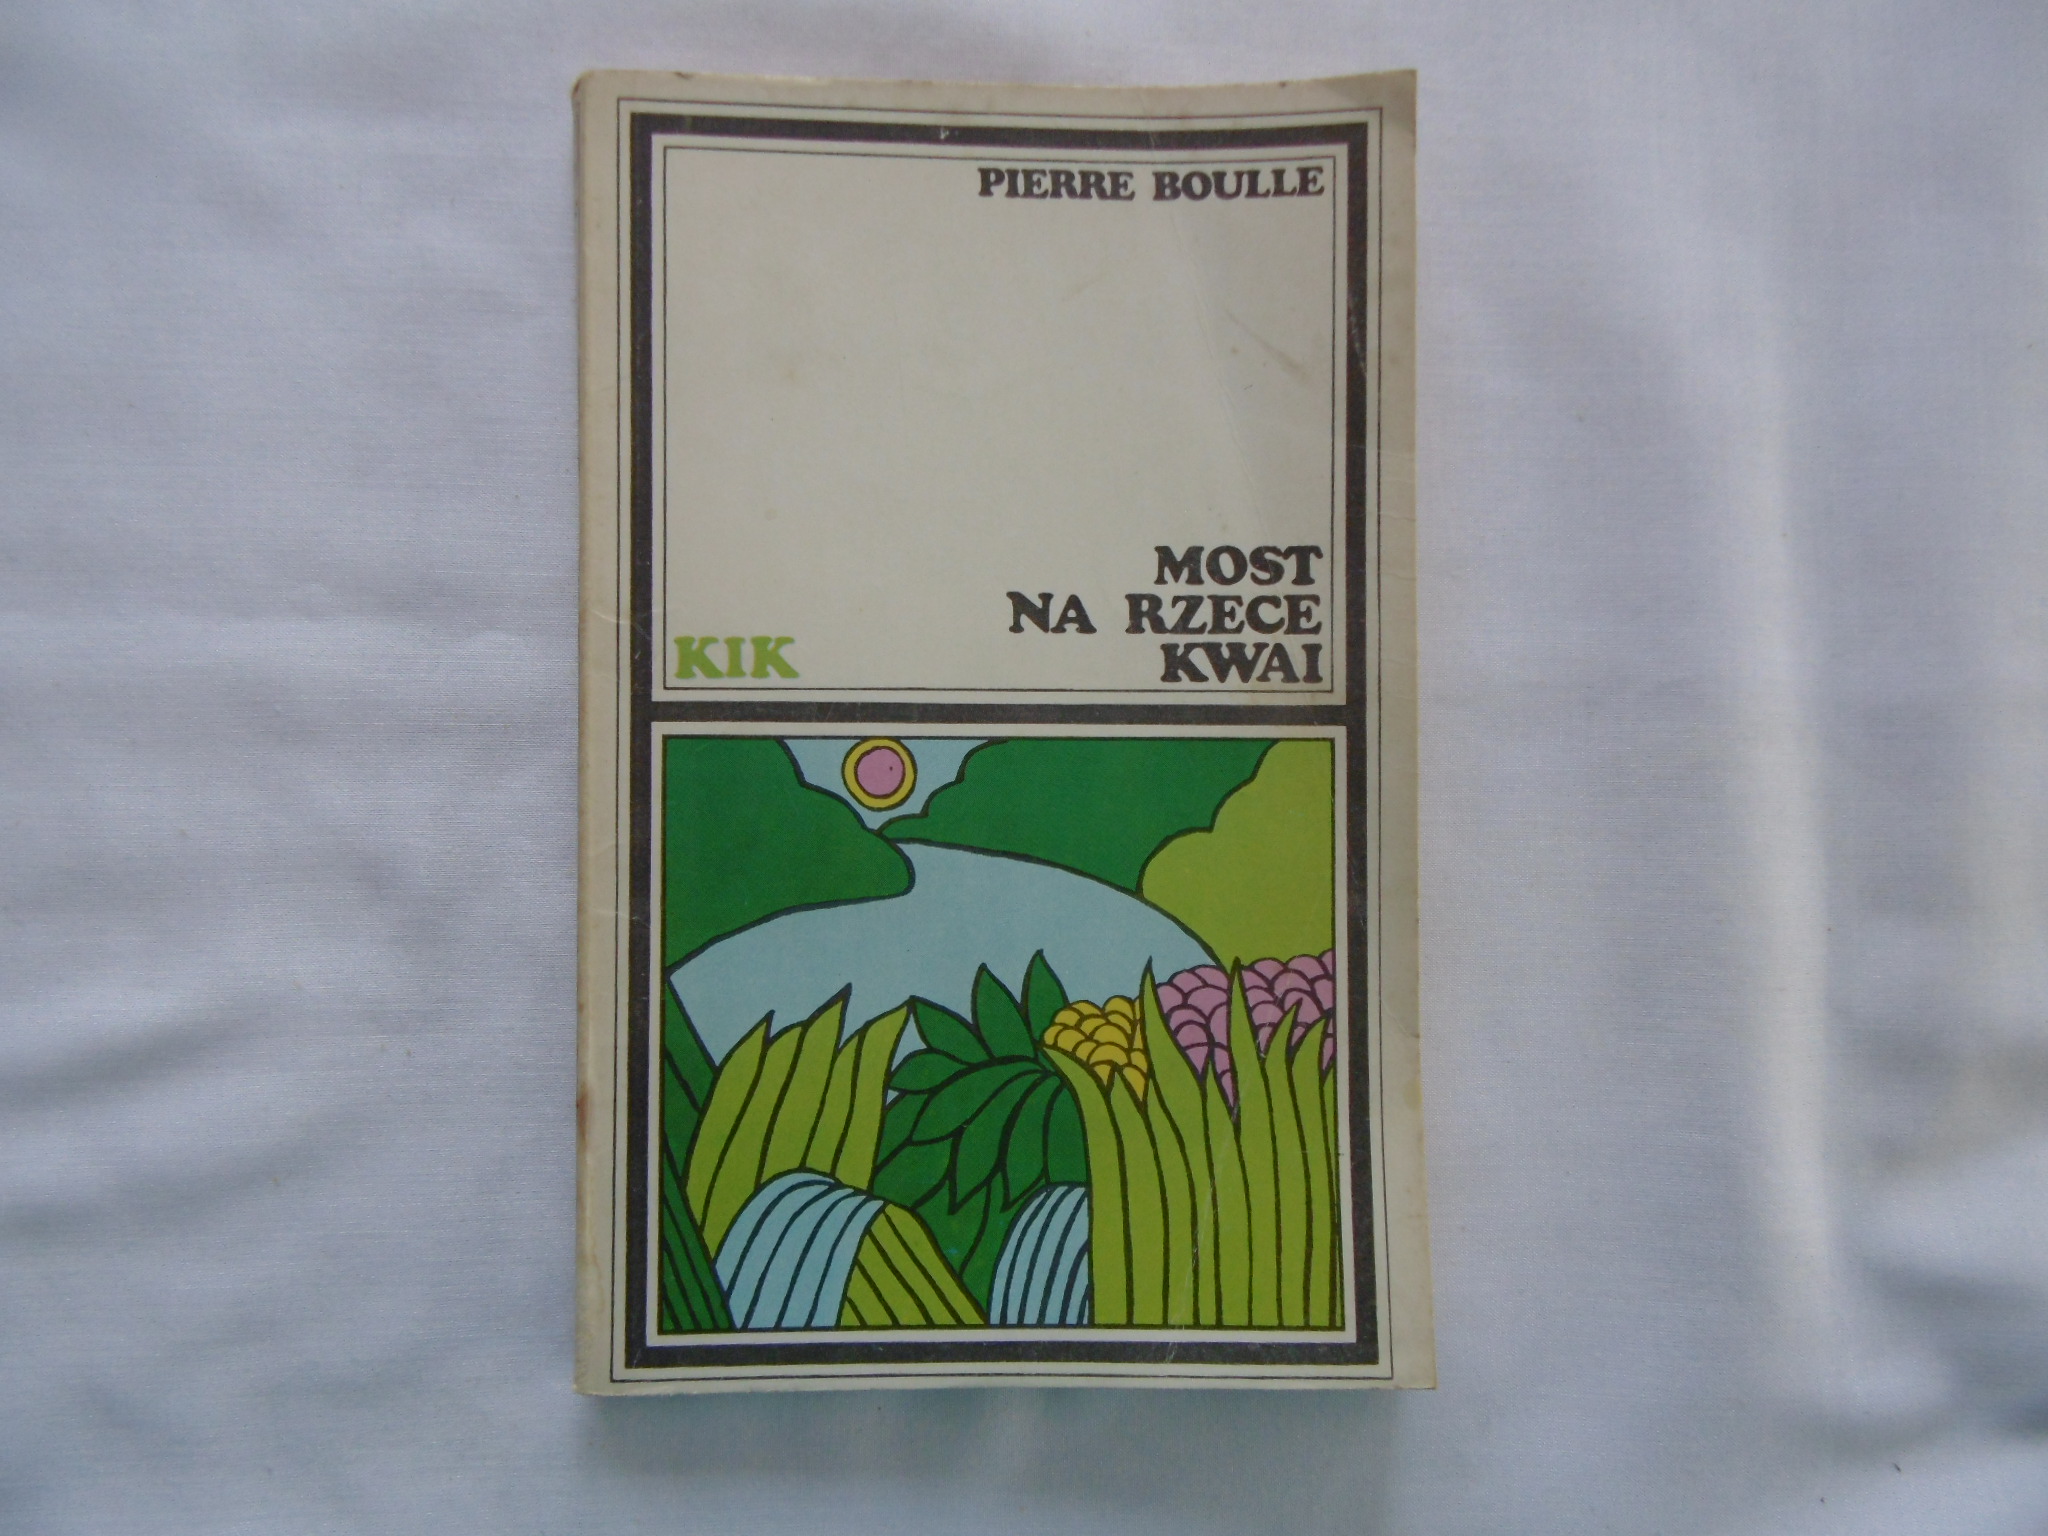 PIERRE BOULLE
MOST
NA RZECE
KWAI
KIK